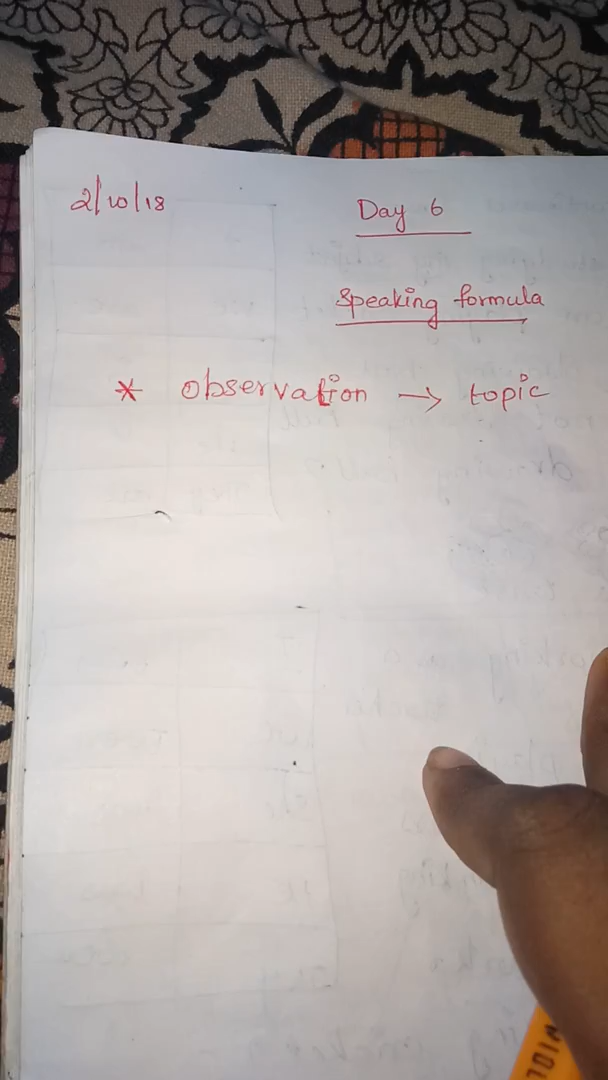 2/10/18
Day 6
Speaking formula
* observation → topic